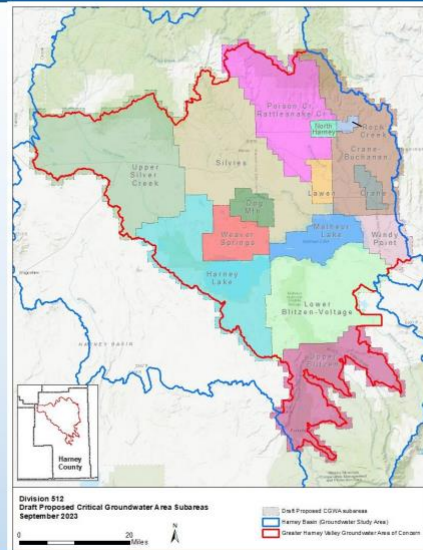 Poison Cr.
Rattlesnake Cr.
North
Harney
Rock
Creek
Crane-
Buchanan
Upper
Silver
Creek
Silvies
Lower
Crane
Dog
Mtn
Weaver
Springs
Malheur
Lake
Windy
Point
Harney
Lake
Lower
Blitzen-Voltage
HARNEY BASIN
Harney
County
Division 512
Draft Proposed Critical Groundwater Area Subareas
September 2023
0
20
Miles
N
Draft Proposed CGWA subareas
Harney Basin (Groundwater Study Area)
Greater Harney Valley Groundwater Area of Concern